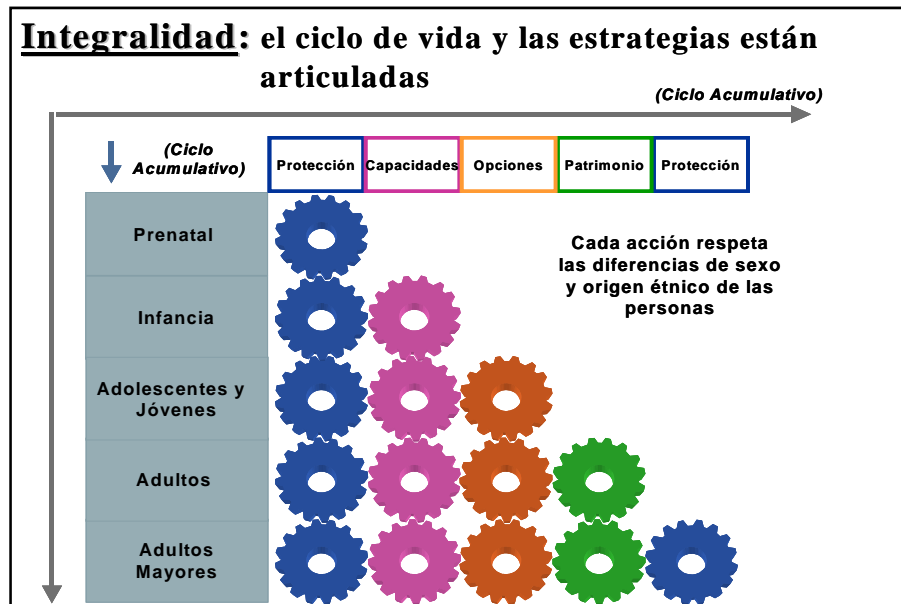 Integralidad: el ciclo de vida y las estrategias están
articuladas
(Ciclo Acumulativo)
(Ciclo
Acumulativo)
Protección Capacidades Opciones Patrimonio Protección
Prenatal
Cada acción respeta
las diferencias de sexo
y origen étnico de las
personas
Infancia
Adolescentes y
Jóvenes
Adultos
Adultos
Mayores